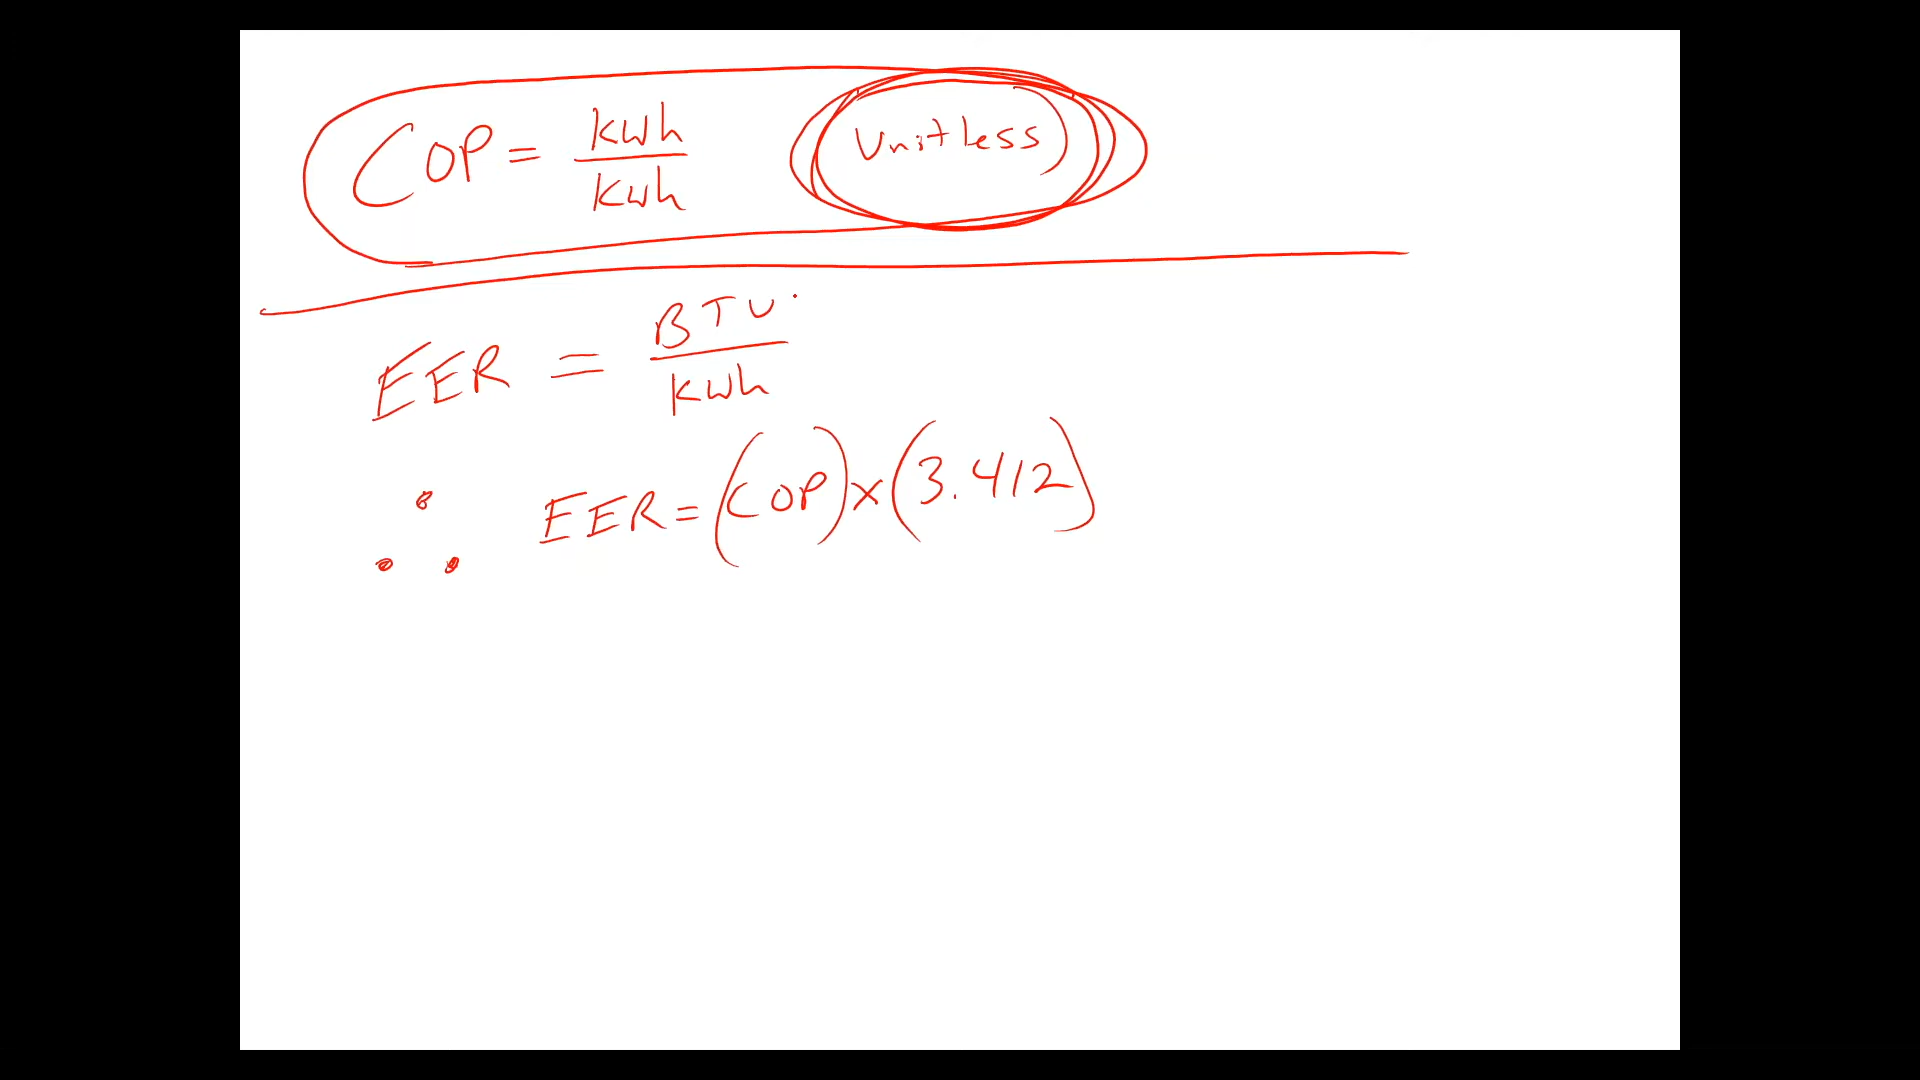 COP = kwh / kwh Unitless
EER = BTU / kwh
∴ EER = (COP) x (3.412)